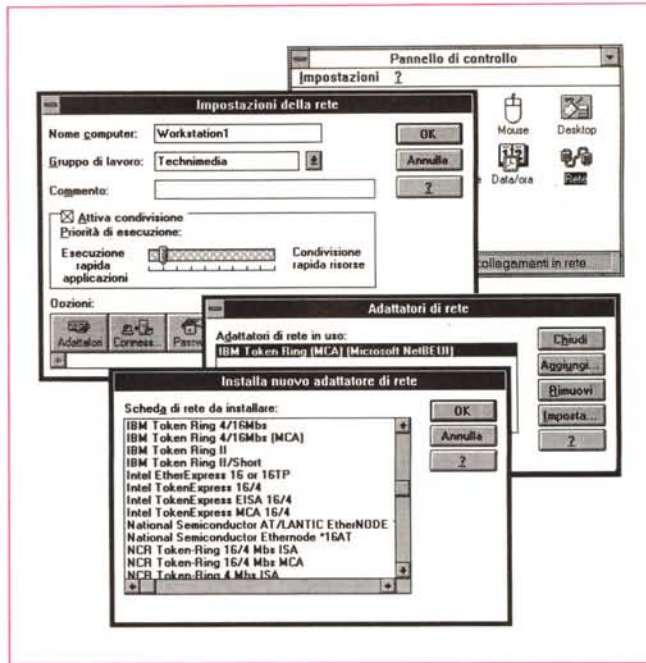 Pannello di controllo
Impostazioni ?
Mouse
Desktop
Data/ora
Rete
collegamenti in rete
Impostazioni della rete
Nome computer: Workstation1
OK
Gruppo di lavoro: Technimedia
Annulla
Commento:
?
Attiva condivisione
Priorità di esecuzione:
Esecuzione rapida applicazioni
Condivisione rapida risorse
Opzioni:
Adattatori
Conness...
Adattatori di rete
Adattatori di rete in uso:
IBM Token Ring (MCA) [Microsoft NetBEUI]
Chiudi
Aggiungi...
Rimuovi
Imposta...
?
Installa nuovo adattatore di rete
Scheda di rete da installare:
OK
Annulla
?
IBM Token Ring 4/16Mbs
IBM Token Ring 4/16Mbs (MCA)
IBM Token Ring II
IBM Token Ring II/Short
Intel EtherExpress 16 or 16TP
Intel TokenExpress 16/4
Intel TokenExpress EISA 16/4
Intel TokenExpress MCA 16/4
National Semiconductor AT/LANTIC EtherNODE
National Semiconductor Ethernode *16AT
NCR Token-Ring 16/4 Mbs ISA
NCR Token-Ring 16/4 Mbs MCA
NCR Token-Ring 4 Mbs ISA